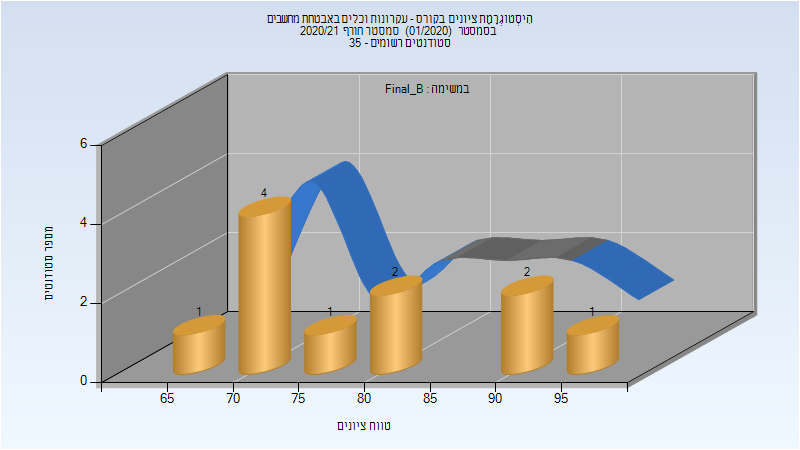 הִיסְטוֹגְרָמַת ציונים בקורס - עקרונות וכלים באבטחת מחשבים
בסמסטר (01/2020) סמסטר חורף 2020/21
סטודנטים רשומים - 35
במשימה : Final_B
מספר סטודנטים
6
4
2
0
4
1
1
2
2
1
65
70
75
80
85
90
95
טווח ציונים